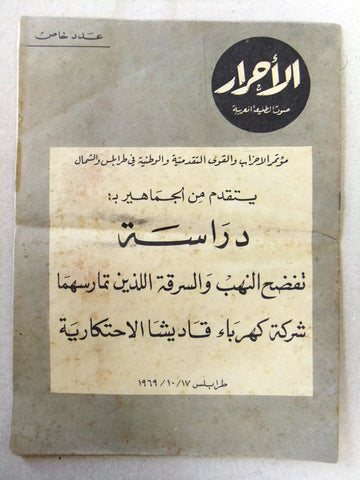 عدد خاص
الأحرار
صوت الطليعة العربية
مؤتمر الاحزاب والقوى التقدمية والوطنية في طرابلس والشمال
يتقدم من الجماهير بـ:
دراسة
تفضح النهب والسرقة اللذين تمارسهما
شركة كهرباء قاديشا الاحتكارية
طرابلس ١٧/ ١٠/ ١٩٦٩